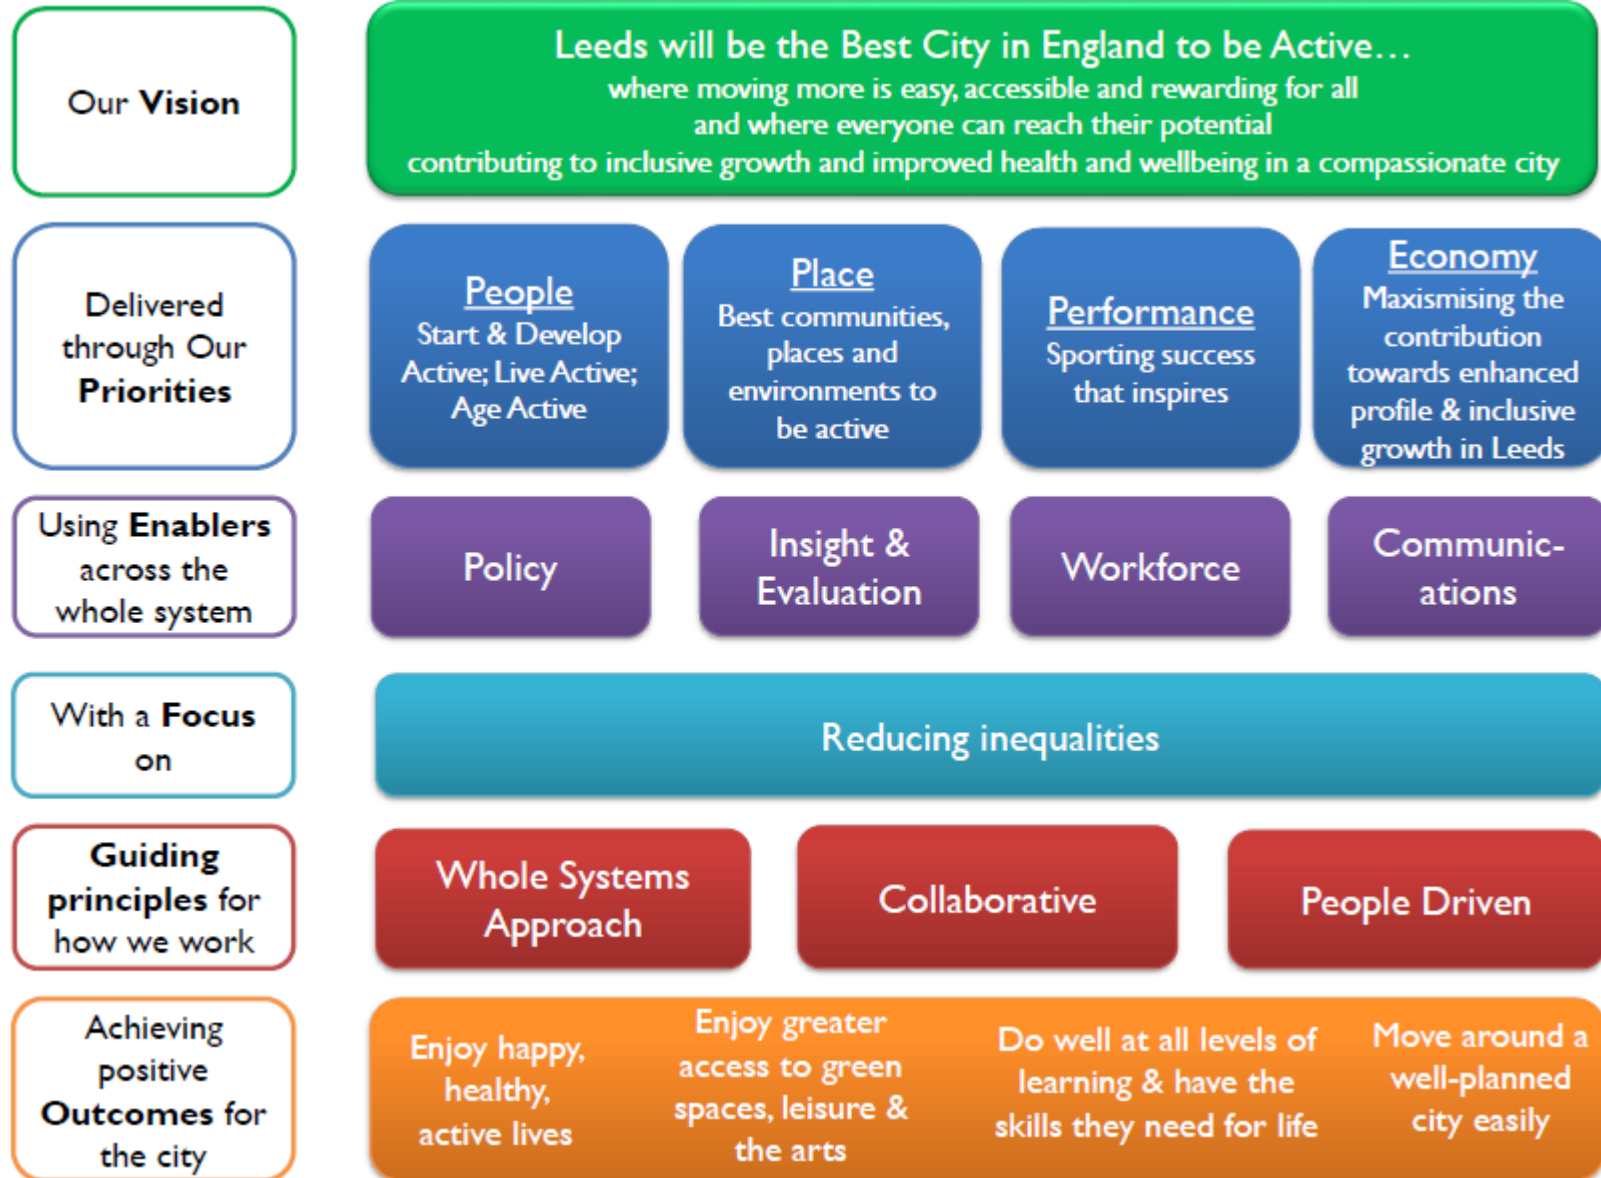 Our Vision
Leeds will be the Best City in England to be Active...
where moving more is easy, accessible and rewarding for all
and where everyone can reach their potential
contributing to inclusive growth and improved health and wellbeing in a compassionate city
Delivered
through Our
Priorities
People
Start & Develop
Active; Live Active;
Age Active
Place
Best communities,
places and
environments to
be active
Performance
Sporting success
that inspires
Economy
Maxismising the
contribution
towards enhanced
profile & inclusive
growth in Leeds
Using Enablers
across the
whole system
Policy
Insight &
Evaluation
Workforce
Communic-
ations
With a Focus
on
Reducing inequalities
Guiding
principles for
how we work
Whole Systems
Approach
Collaborative
People Driven
Achieving
positive
Outcomes for
the city
Enjoy happy,
healthy,
active lives
Enjoy greater
access to green
spaces, leisure &
the arts
Do well at all levels of
learning & have the
skills they need for life
Move around a
well-planned
city easily